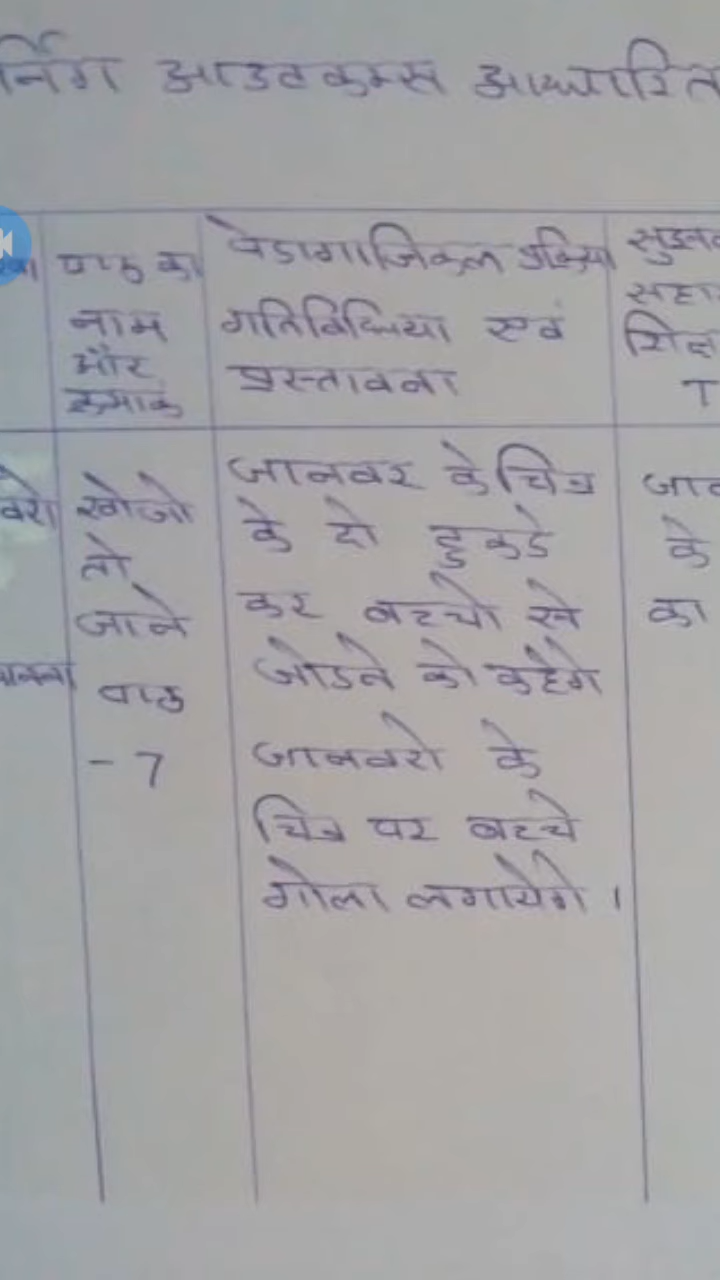 र्निंग आउटकम्स आधारित
पाठ का
नाम
और
क्रमांक
पेडागाजिकल प्रक्रिया
गतिविधिया एवं
प्रस्तावना
खोजो
तो
जाने
पाठ
- 7
जानवर के चित्र
के दो टुकडे
कर बच्चो से
जोडने को कहेगे
जानवरो के
चित्र पर बच्चे
गोला लगायेगे ।
के
का